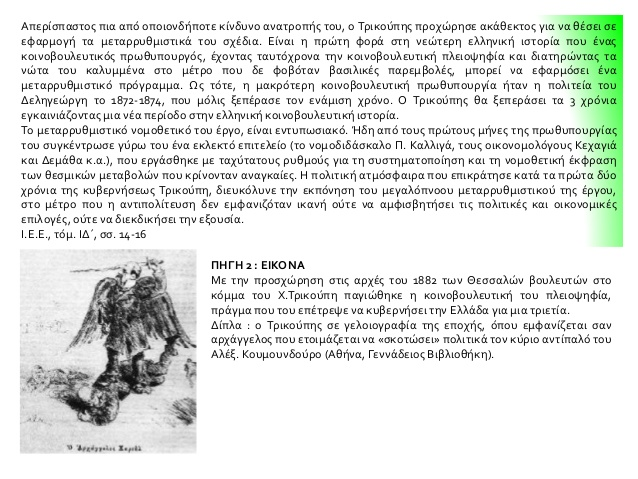 Απερίσπαστος πια από οποιονδήποτε κίνδυνο ανατροπής του, ο Τρικούπης προχώρησε ακάθεκτος για να θέσει σε
εφαρμογή τα μεταρρυθμιστικά του σχέδια. Είναι η πρώτη φορά στη νεώτερη ελληνική ιστορία που ένας
κοινοβουλευτικός πρωθυπουργός, έχοντας ταυτόχρονα την κοινοβουλευτική πλειοψηφία και διατηρώντας τα
νώτα του καλυμμένα στο μέτρο που δε φοβόταν βασιλικές παρεμβολές, μπορεί να εφαρμόσει ένα
μεταρρυθμιστικό πρόγραμμα. Ως τότε, η μακρότερη κοινοβουλευτική πρωθυπουργία ήταν η πολιτεία του
Δεληγεώργη το 1872-1874, που μόλις ξεπέρασε τον ενάμιση χρόνο. Ο Τρικούπης θα ξεπεράσει τα 3 χρόνια
εγκαινιάζοντας μια νέα περίοδο στην ελληνική κοινοβουλευτική ιστορία.
Το μεταρρυθμιστικό νομοθετικό του έργο, είναι εντυπωσιακό. Ήδη από τους πρώτους μήνες της πρωθυπουργίας
του συγκέντρωσε γύρω του ένα εκλεκτό επιτελείο (το νομοδιδάσκαλο Π. Καλλιγά, τους οικονομολόγους Κεχαγιά
και Δεμάθα κ.α.), που εργάσθηκε με ταχύτατους ρυθμούς για τη συστηματοποίηση και τη νομοθετική έκφραση
των θεσμικών μεταβολών που κρίνονταν αναγκαίες. Η πολιτική ατμόσφαιρα που επικράτησε κατά τα πρώτα δύο
χρόνια της κυβερνήσεως Τρικούπη, διευκόλυνε την εκπόνηση του μεγαλόπνοου μεταρρυθμιστικού της έργου,
στο μέτρο που η αντιπολίτευση δεν εμφανιζόταν ικανή ούτε να αμφισβητήσει τις πολιτικές και οικονομικές
επιλογές, ούτε να διεκδικήσει την εξουσία.
Ι.Ε.Ε., τόμ. ΙΔ΄, σσ. 14-16
ΠΗΓΗ 2 : ΕΙΚΟΝΑ
Με την προσχώρηση στις αρχές του 1882 των Θεσσαλών βουλευτών στο
κόμμα του Χ.Τρικούπη παγιώθηκε η κοινοβουλευτική του πλειοψηφία,
πράγμα που του επέτρεψε να κυβερνήσει την Ελλάδα για μια τριετία.
Δίπλα : ο Τρικούπης σε γελοιογραφία της εποχής, όπου εμφανίζεται σαν
αρχάγγελος που ετοιμάζεται να «σκοτώσει» πολιτικά τον κύριο αντίπαλό του
Αλέξ. Κουμουνδούρο (Αθήνα, Γεννάδειος Βιβλιοθήκη).